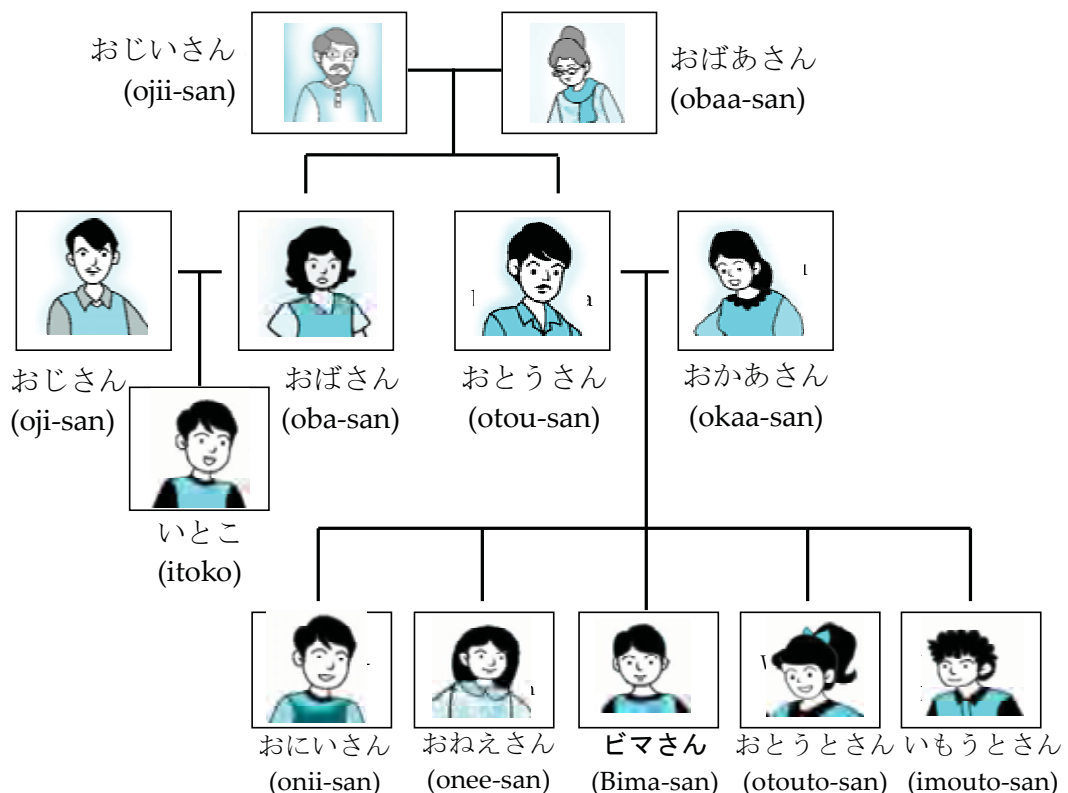 おじいさん
(ojii-san)
おばあさん
(obaa-san)
おじさん
(oji-san)
おばさん
(oba-san)
おとうさん
(otou-san)
おかあさん
(okaa-san)
いとこ
(itoko)
おにいさん
(onii-san)
おねえさん
(onee-san)
ビマさん
(Bima-san)
おとうとさん
(otouto-san)
いもうとさん
(imouto-san)